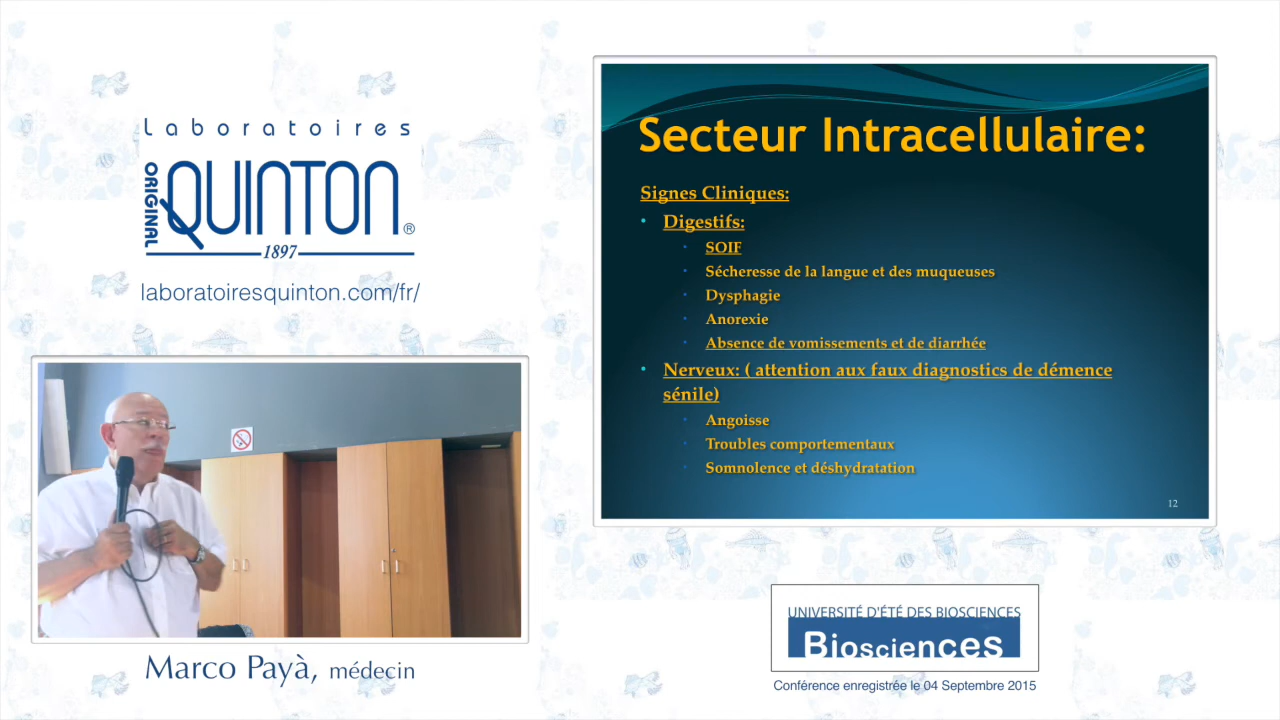 Laboratoires
ORIGINAL
QUINTON®
1897
laboratoiresquinton.com/fr/
Marco Payà, médecin
Secteur Intracellulaire:
Signes Cliniques:
• Digestifs:
• SOIF
• Sécheresse de la langue et des muqueuses
• Dysphagie
• Anorexie
• Absence de vomissements et de diarrhée
• Nerveux: ( attention aux faux diagnostics de démence
sénile)
• Angoisse
• Troubles comportementaux
• Somnolence et déshydratation
12
UNIVERSITÉ D'ÉTÉ DES BIOSCIENCES
Biosciences
Conférence enregistrée le 04 Septembre 2015